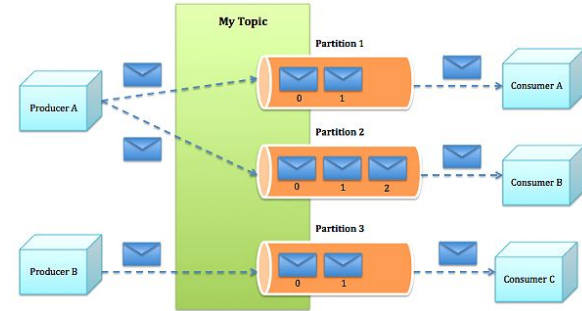 My Topic
Partition 1
Producer A
0 1
Consumer A
Partition 2
0 1 2
Consumer B
Partition 3
Producer B
0 1
Consumer C